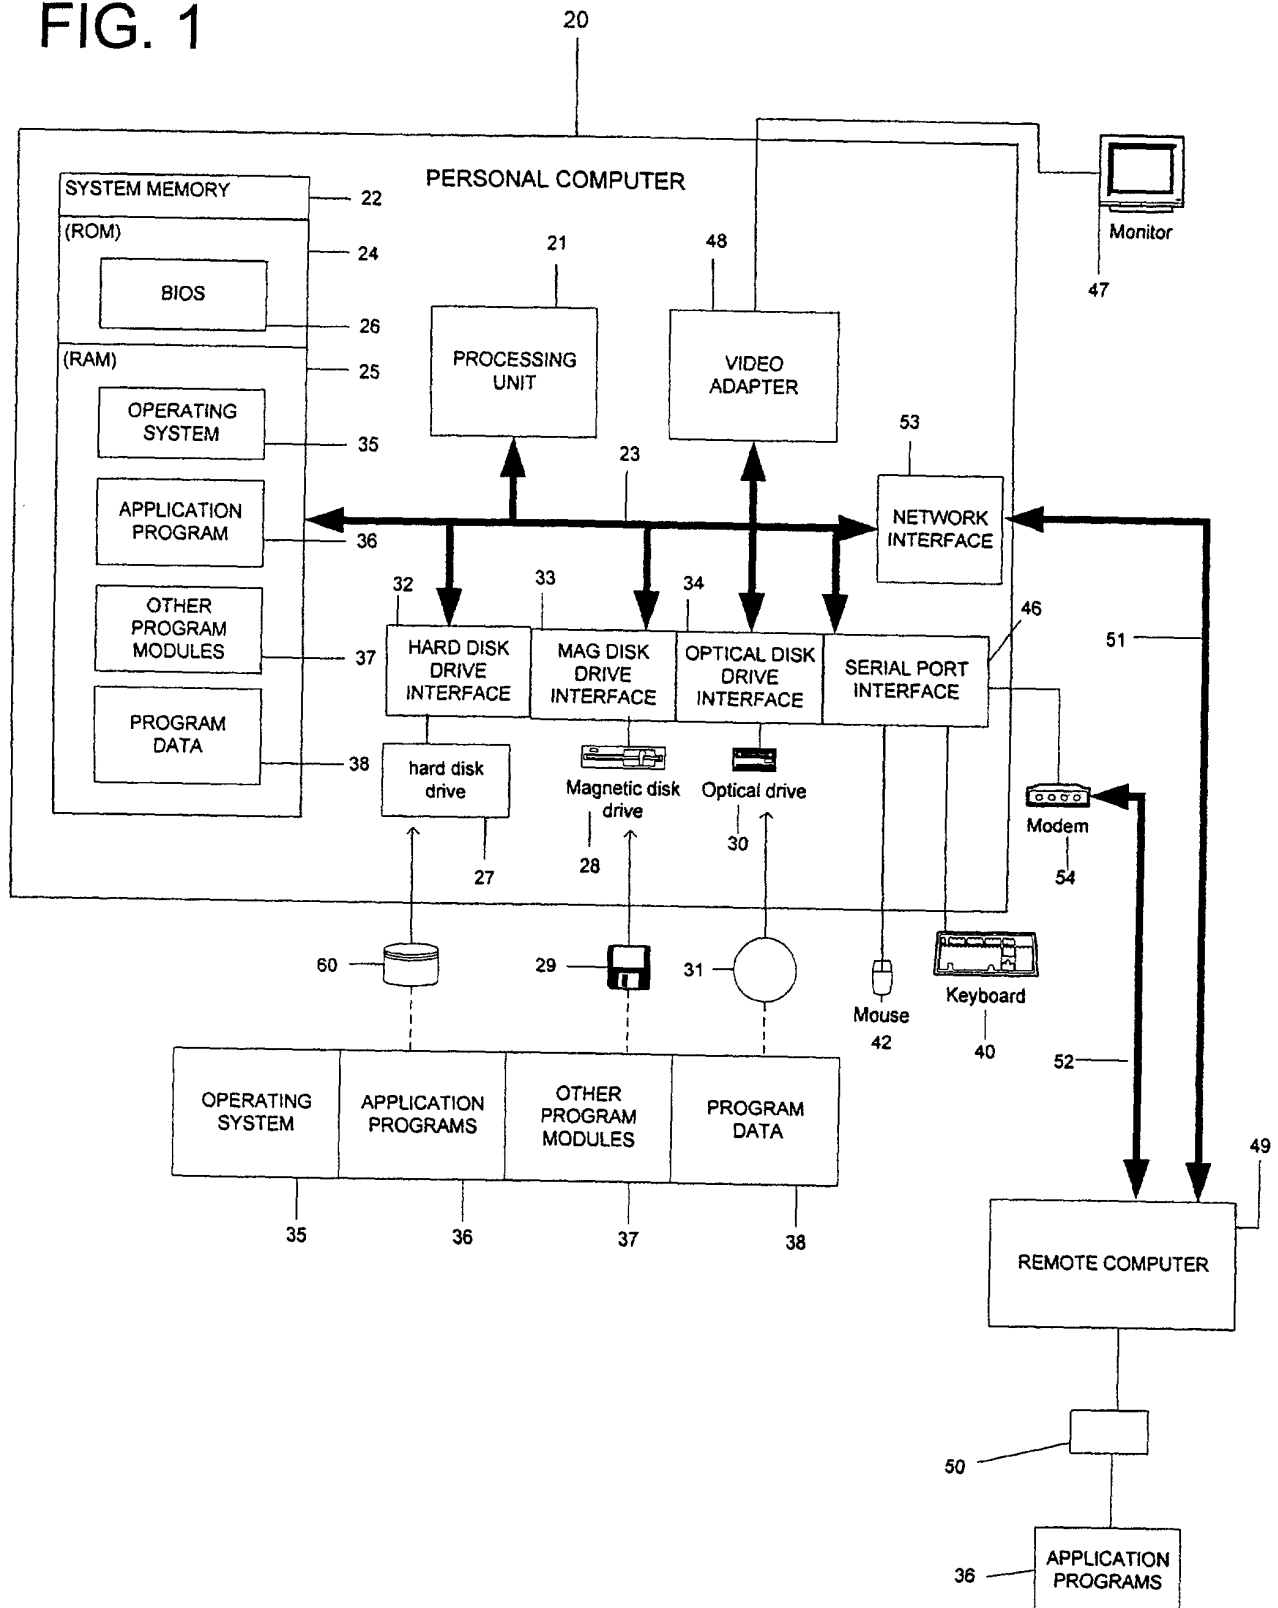 FIG. 1
20
PERSONAL COMPUTER
SYSTEM MEMORY
22
(ROM)
24
BIOS
26
(RAM)
25
OPERATING
SYSTEM
35
APPLICATION
PROGRAM
36
OTHER
PROGRAM
MODULES
37
PROGRAM
DATA
38
21
PROCESSING
UNIT
48
VIDEO
ADAPTER
Monitor
47
23
53
NETWORK
INTERFACE
32
HARD DISK
DRIVE
INTERFACE
33
MAG DISK
DRIVE
INTERFACE
34
OPTICAL DISK
DRIVE
INTERFACE
46
SERIAL PORT
INTERFACE
51
hard disk
drive
27
Magnetic disk
drive
28
Optical drive
30
Modem
54
60
29
31
Mouse
42
Keyboard
40
52
OPERATING
SYSTEM
35
APPLICATION
PROGRAMS
36
OTHER
PROGRAM
MODULES
37
PROGRAM
DATA
38
49
REMOTE COMPUTER
50
36
APPLICATION
PROGRAMS